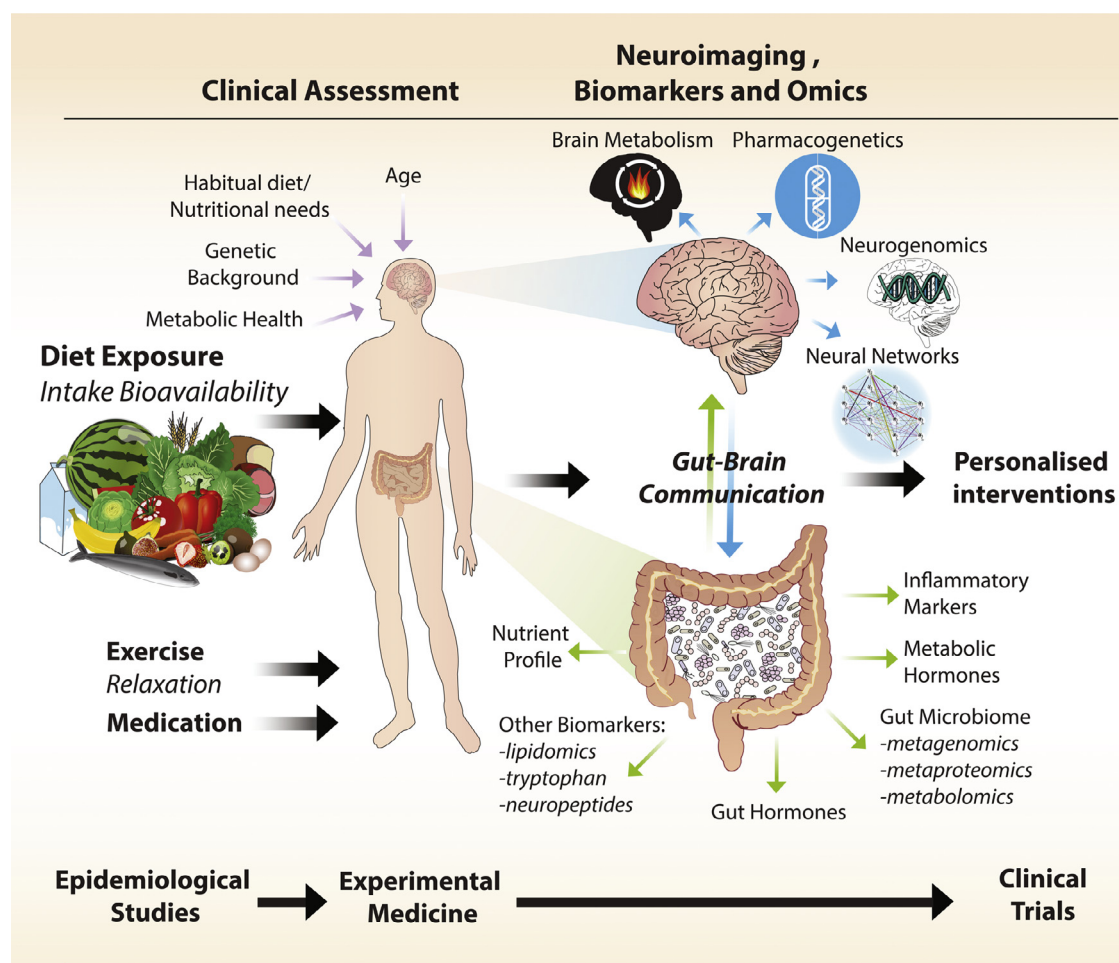 Clinical Assessment
Neuroimaging ,
Biomarkers and Omics
Brain Metabolism
Pharmacogenetics
Habitual diet/
Nutritional needs
Age
Genetic
Background
Metabolic Health
Neurogenomics
Neural Networks
Diet Exposure
Intake Bioavailability
Gut-Brain
Communication
Personalised
interventions
Exercise
Relaxation
Medication
Nutrient
Profile
Inflammatory
Markers
Metabolic
Hormones
Other Biomarkers:
-lipidomics
-tryptophan
-neuropeptides
Gut Hormones
Gut Microbiome
-metagenomics
-metaproteomics
-metabolomics
Epidemiological
Studies
Experimental
Medicine
Clinical
Trials